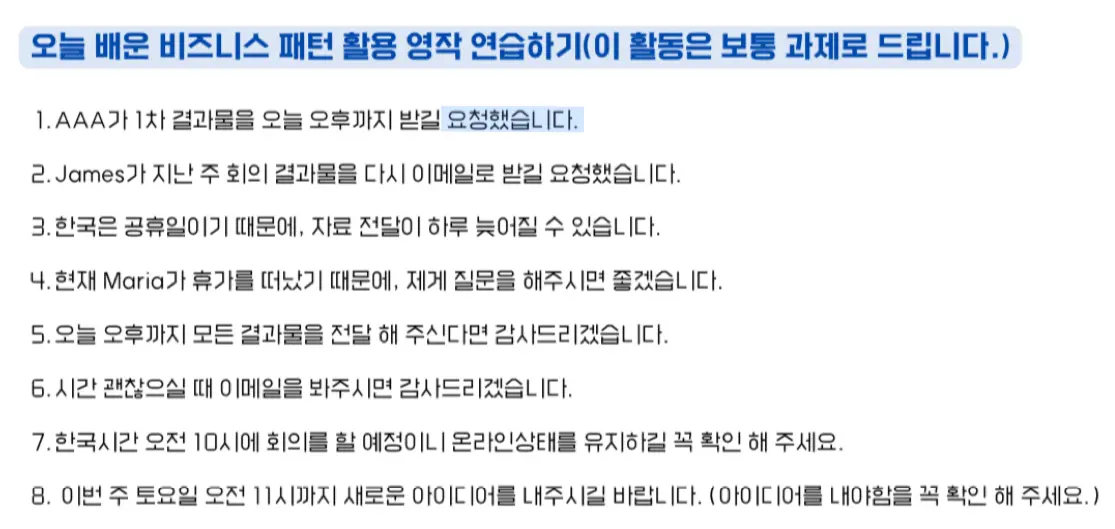 오늘 배운 비즈니스 패턴 활용 영작 연습하기(이 활동은 보통 과제로 드립니다.)
1. AAA가 1차 결과물을 오늘 오후까지 받길 요청했습니다.
2. James가 지난 주 회의 결과물을 다시 이메일로 받길 요청했습니다.
3. 한국은 공휴일이기 때문에, 자료 전달이 하루 늦어질 수 있습니다.
4. 현재 Maria가 휴가를 떠났기 때문에, 제게 질문을 해주시면 좋겠습니다.
5. 오늘 오후까지 모든 결과물을 전달 해 주신다면 감사드리겠습니다.
6. 시간 괜찮으실 때 이메일을 봐주시면 감사드리겠습니다.
7. 한국시간 오전 10시에 회의를 할 예정이니 온라인상태를 유지하길 꼭 확인 해 주세요.
8. 이번 주 토요일 오전 11시까지 새로운 아이디어를 내주시길 바랍니다. (아이디어를 내야함을 꼭 확인 해 주세요.)